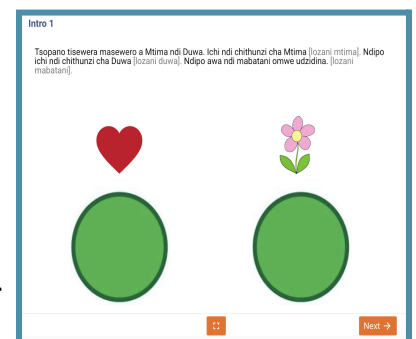 Intro 1
Tsopano tisewera masewero a Mtima ndi Duwa. Ichi ndi chithunzi cha Mtima [lozani mtima]. Ndipo
ichi ndi chithunzi cha Duwa [lozani duwa]. Ndipo awa ndi mabatani omwe udzidina. [lozani
mabatani].
Next →